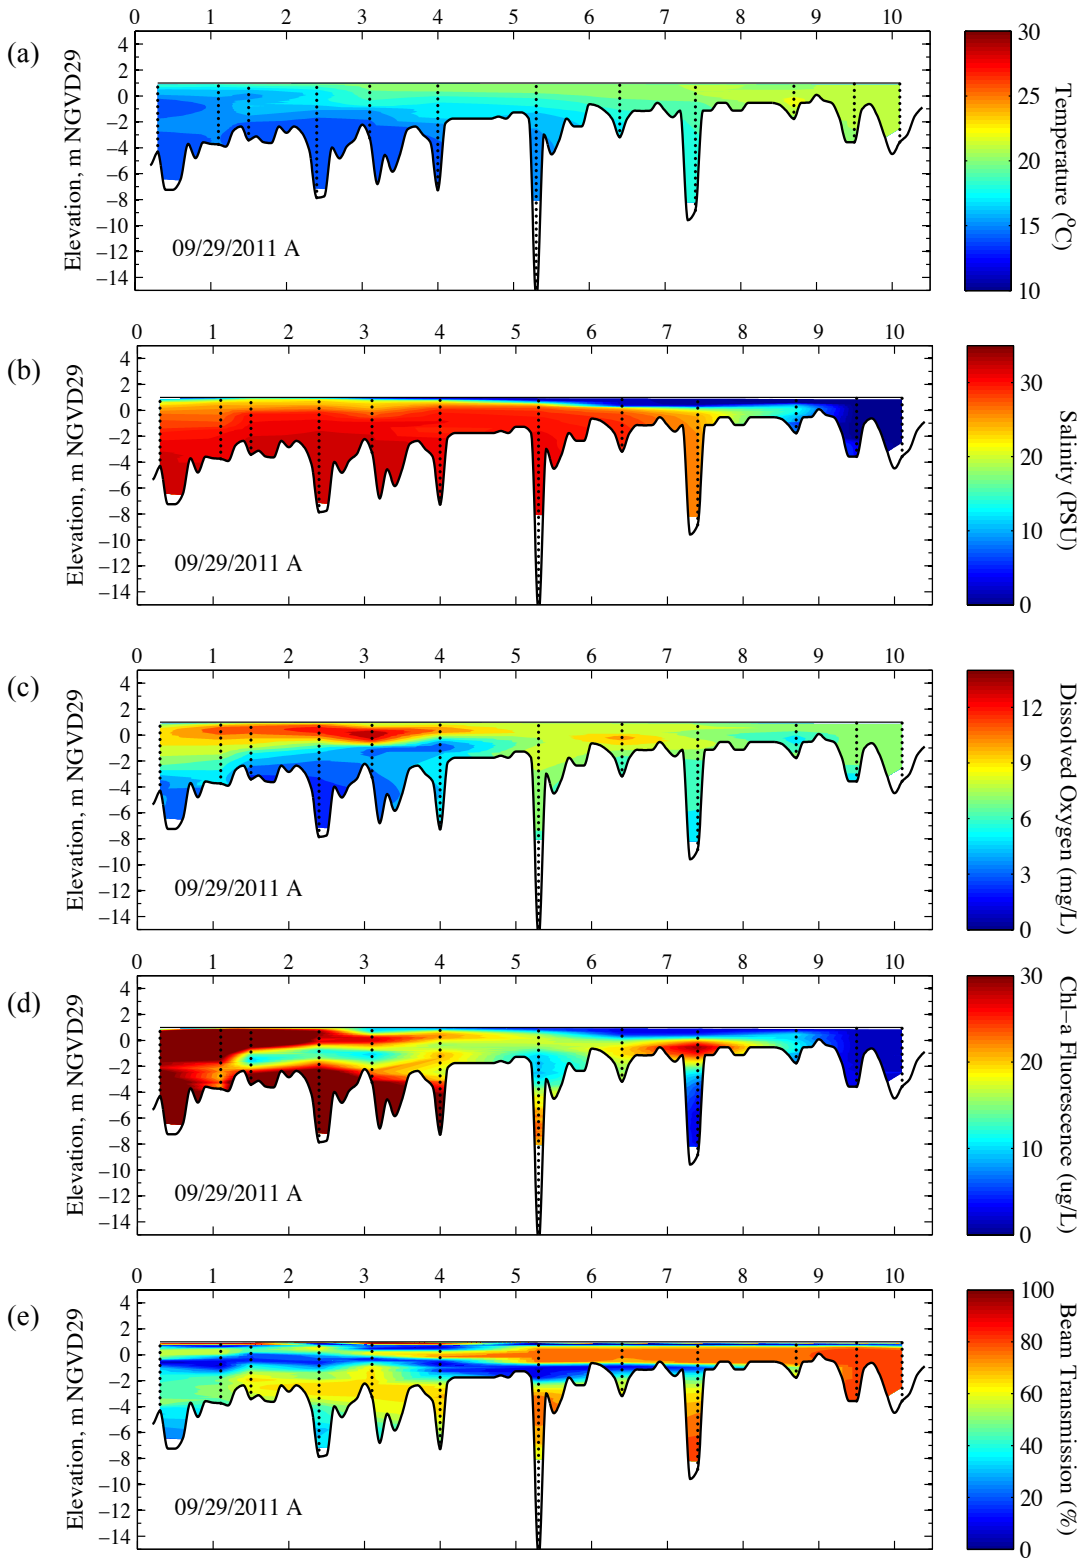 0 1 2 3 4 5 6 7 8 9 10
(a)
Elevation, m NGVD29
4
2
0
−2
−4
−6
−8
−10
−12
−14
09/29/2011 A
30
25
20
15
10
Temperature (°C)
0 1 2 3 4 5 6 7 8 9 10
(b)
Elevation, m NGVD29
4
2
0
−2
−4
−6
−8
−10
−12
−14
09/29/2011 A
30
20
10
0
Salinity (PSU)
0 1 2 3 4 5 6 7 8 9 10
(c)
Elevation, m NGVD29
4
2
0
−2
−4
−6
−8
−10
−12
−14
09/29/2011 A
12
9
6
3
0
Dissolved Oxygen (mg/L)
0 1 2 3 4 5 6 7 8 9 10
(d)
Elevation, m NGVD29
4
2
0
−2
−4
−6
−8
−10
−12
−14
09/29/2011 A
30
20
10
0
Chl−a Fluorescence (ug/L)
0 1 2 3 4 5 6 7 8 9 10
(e)
Elevation, m NGVD29
4
2
0
−2
−4
−6
−8
−10
−12
−14
09/29/2011 A
100
80
60
40
20
0
Beam Transmission (%)